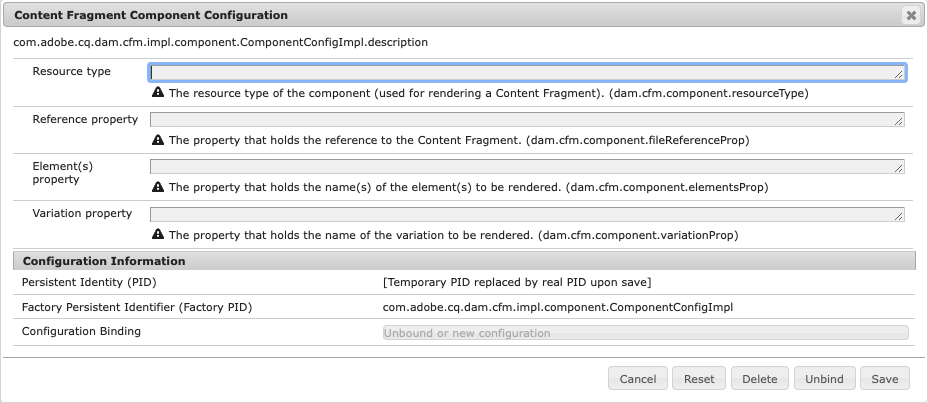 Content Fragment Component Configuration
com.adobe.cq.dam.cfm.impl.component.ComponentConfigImpl.description
Resource type
The resource type of the component (used for rendering a Content Fragment). (dam.cfm.component.resourceType)
Reference property
The property that holds the reference to the Content Fragment. (dam.cfm.component.fileReferenceProp)
Element(s)
property
The property that holds the name(s) of the element(s) to be rendered. (dam.cfm.component.elementsProp)
Variation property
The property that holds the name of the variation to be rendered. (dam.cfm.component.variationProp)
Configuration Information
Persistent Identity (PID) [Temporary PID replaced by real PID upon save]
Factory Persistent Identifier (Factory PID) com.adobe.cq.dam.cfm.impl.component.ComponentConfigImpl
Configuration Binding Unbound or new configuration
Cancel Reset Delete Unbind Save